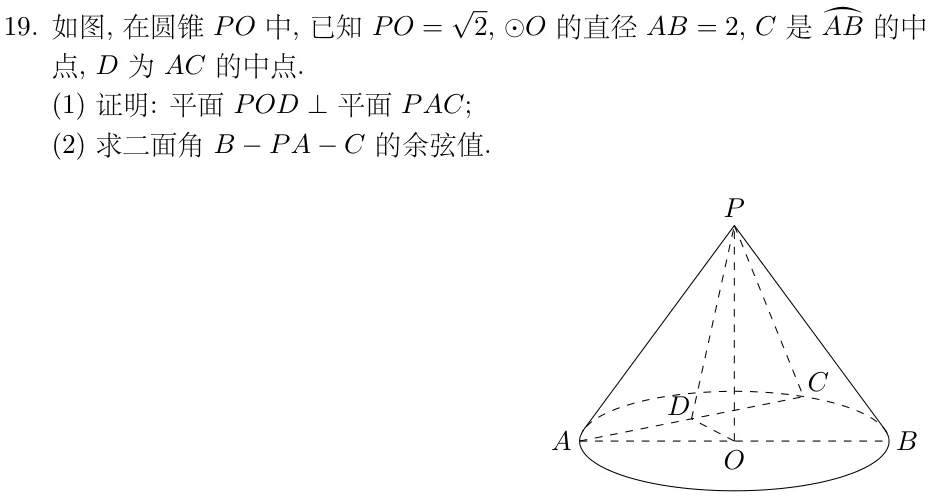 19. 如图, 在圆锥 PO 中, 已知 PO = √2, ⊙O 的直径 AB = 2, C 是 \overset{⌢}{AB} 的中
点, D 为 AC 的中点.
(1) 证明: 平面 POD ⊥ 平面 PAC;
(2) 求二面角 B − PA − C 的余弦值.
P
C
D
A
B
O